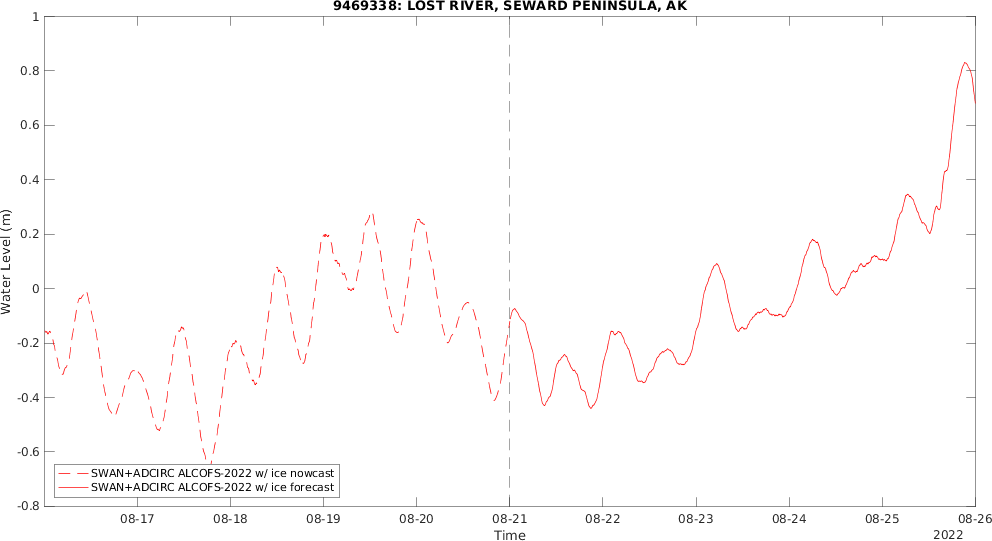 9469338: LOST RIVER, SEWARD PENINSULA, AK
1
0.8
0.6
0.4
0.2
0
-0.2
-0.4
-0.6
-0.8
Water Level (m)
SWAN+ADCIRC ALCOFS-2022 w/ ice nowcast
SWAN+ADCIRC ALCOFS-2022 w/ ice forecast
08-17 08-18 08-19 08-20 08-21 08-22 08-23 08-24 08-25 08-26
Time
2022